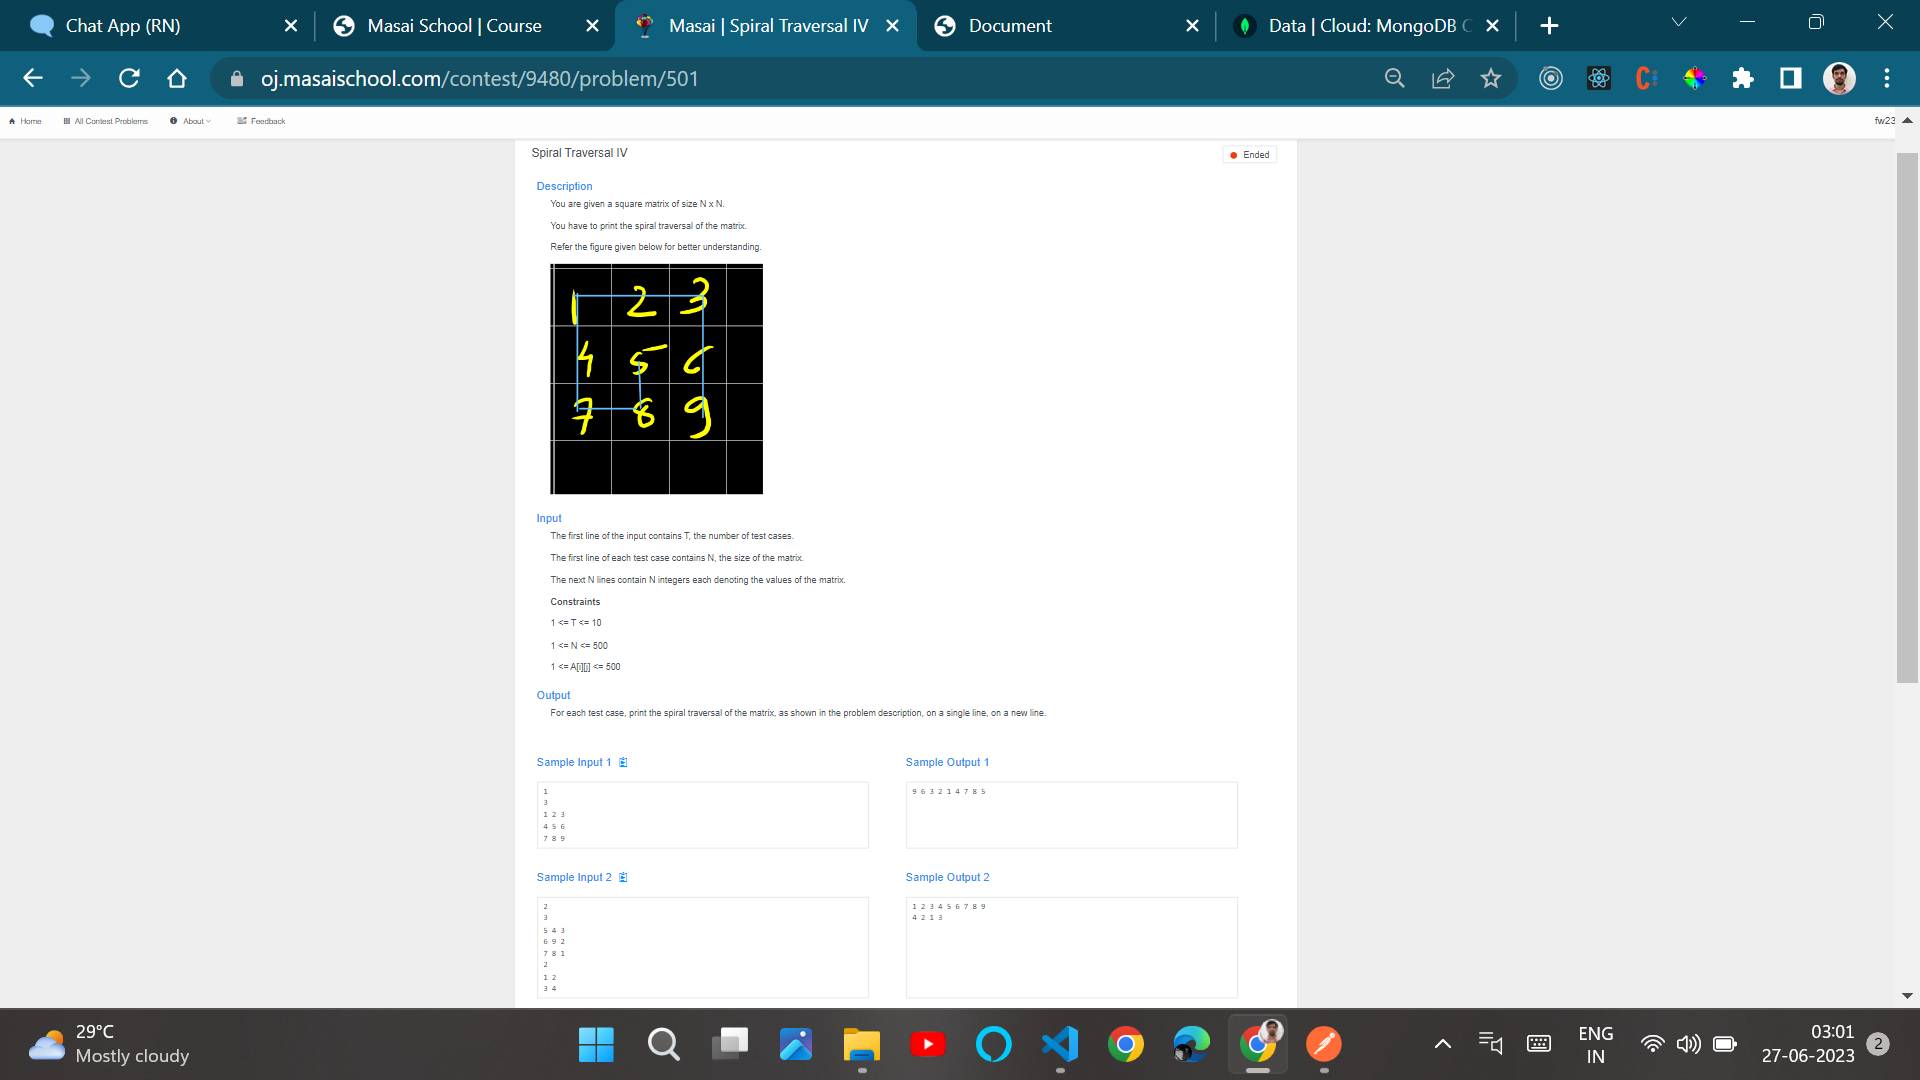 Chat App (RN)
Masai School | Course
Masai | Spiral Traversal IV
Document
Data | Cloud: MongoDB C
oj.masaischool.com/contest/9480/problem/501
Home
All Contest Problems
About
Feedback
fw23
Spiral Traversal IV
Ended
Description
You are given a square matrix of size N x N.
You have to print the spiral traversal of the matrix.
Refer the figure given below for better understanding.
1 2 3
4 5 6
7 8 9
Input
The first line of the input contains T, the number of test cases.
The first line of each test case contains N, the size of the matrix.
The next N lines contain N integers each denoting the values of the matrix.
Constraints
1 <= T <= 10
1 <= N <= 500
1 <= A[i][j] <= 500
Output
For each test case, print the spiral traversal of the matrix, as shown in the problem description, on a single line, on a new line.
Sample Input 1
1
3
1 2 3
4 5 6
7 8 9
Sample Output 1
9 6 3 2 1 4 7 8 5
Sample Input 2
2
3
5 4 3
6 9 2
7 8 1
2
1 2
3 4
Sample Output 2
1 2 3 4 5 6 7 8 9
4 2 1 3
29°C
Mostly cloudy
ENG
IN
03:01
27-06-2023
2